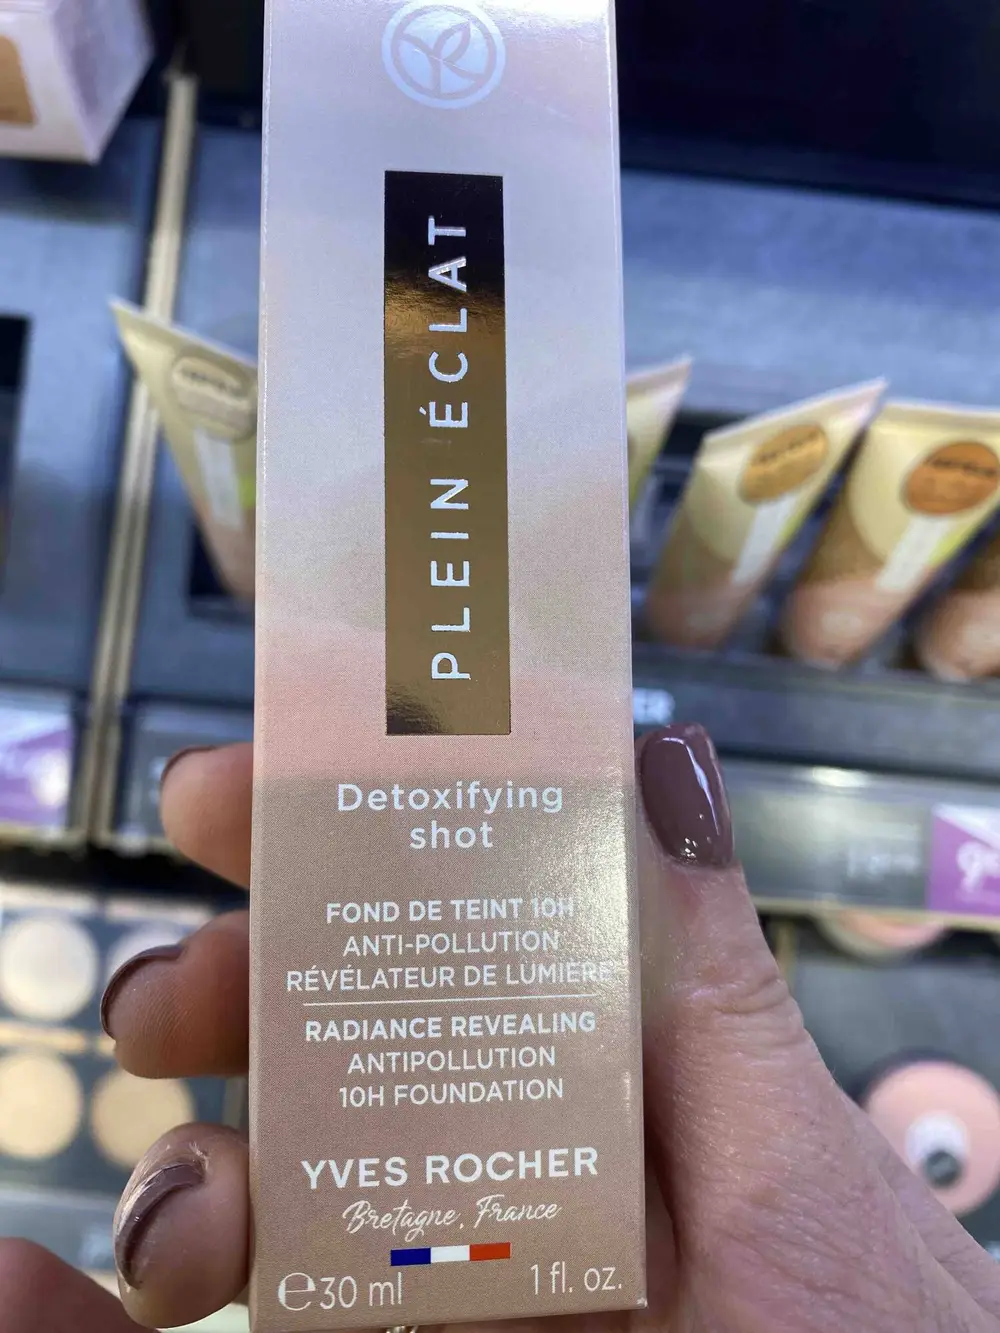 PLEIN ÉCLAT
Detoxifying
shot
FOND DE TEINT 10H
ANTI-POLLUTION
RÉVÉLATEUR DE LUMIÈRE
RADIANCE REVEALING
ANTIPOLLUTION
10H FOUNDATION
YVES ROCHER
Bretagne, France
℮30 ml
1 fl. oz.